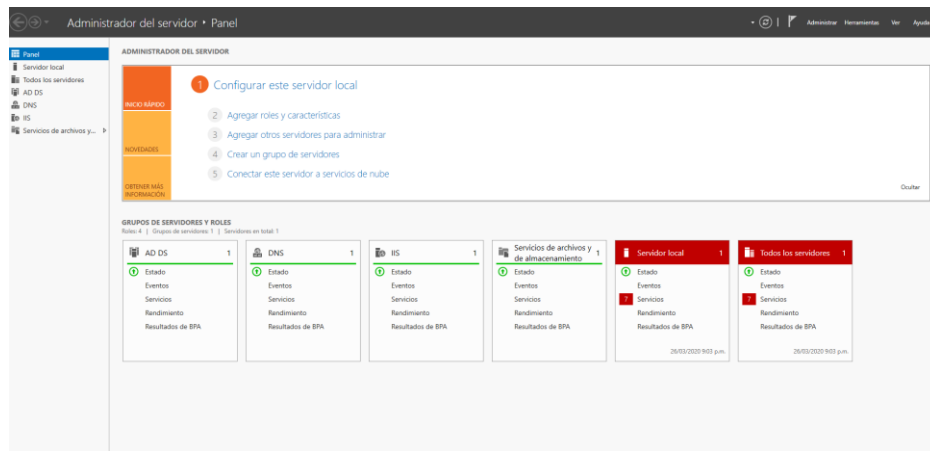 Administrador del servidor • Panel
Administrar Herramientas Ver Ayuda
Panel
Servidor local
Todos los servidores
AD DS
DNS
IIS
Servicios de archivos y...
ADMINISTRADOR DEL SERVIDOR
INICIO RÁPIDO
NOVEDADES
OBTENER MÁS
INFORMACIÓN
1 Configurar este servidor local
2 Agregar roles y características
3 Agregar otros servidores para administrar
4 Crear un grupo de servidores
5 Conectar este servidor a servicios de nube
Ocultar
GRUPOS DE SERVIDORES Y ROLES
Roles: 4 | Grupos de servidores: 1 | Servidores en total: 1
AD DS 1
Estado
Eventos
Servicios
Rendimiento
Resultados de BPA
DNS 1
Estado
Eventos
Servicios
Rendimiento
Resultados de BPA
IIS 1
Estado
Eventos
Servicios
Rendimiento
Resultados de BPA
Servicios de archivos y
de almacenamiento 1
Estado
Eventos
Servicios
Rendimiento
Resultados de BPA
Servidor local 1
Estado
Eventos
7 Servicios
Rendimiento
Resultados de BPA
26/03/2020 9:03 p.m.
Todos los servidores 1
Estado
Eventos
7 Servicios
Rendimiento
Resultados de BPA
26/03/2020 9:03 p.m.